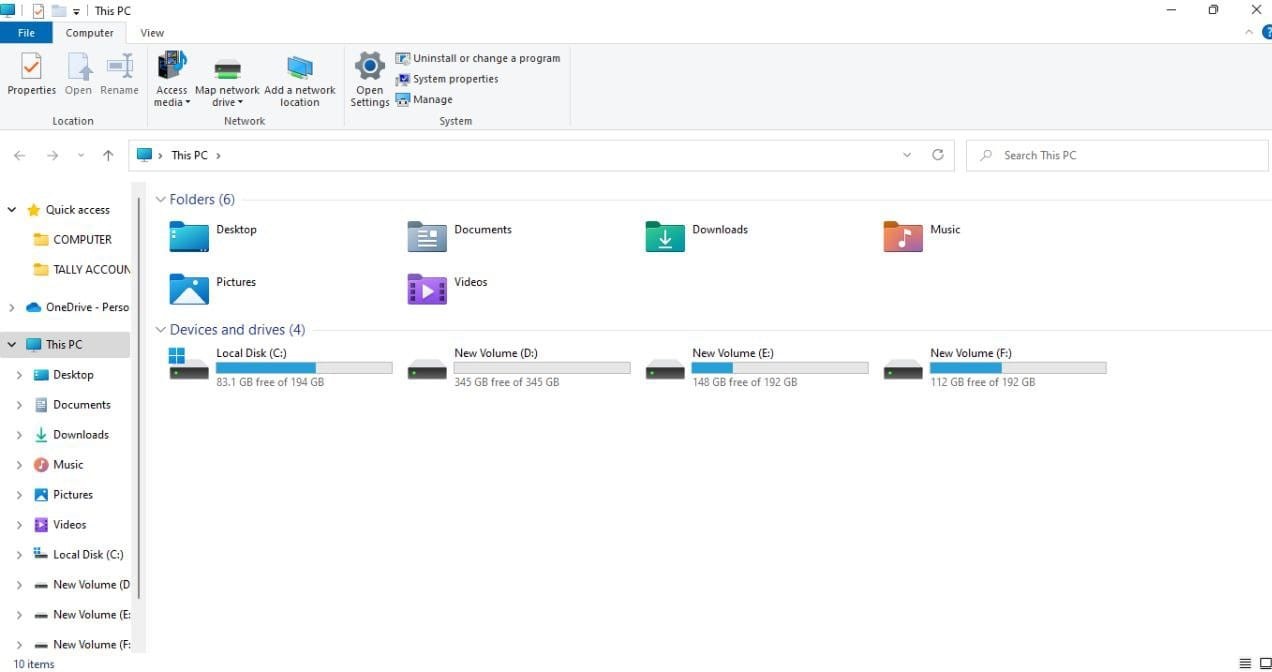 This PC
File Computer View
Properties Open Rename Access media Map network drive Add a network location Open Settings Uninstall or change a program
System properties
Manage
Location Network System
This PC Search This PC
Quick access
COMPUTER
TALLY ACCOUN
OneDrive - Perso
This PC
Desktop
Documents
Downloads
Music
Pictures
Videos
Local Disk (C:)
New Volume (D
New Volume (E:
New Volume (F:
Folders (6)
Desktop Documents Downloads Music
Pictures Videos
Devices and drives (4)
Local Disk (C:) New Volume (D:) New Volume (E:) New Volume (F:)
83.1 GB free of 194 GB 345 GB free of 345 GB 148 GB free of 192 GB 112 GB free of 192 GB
10 items